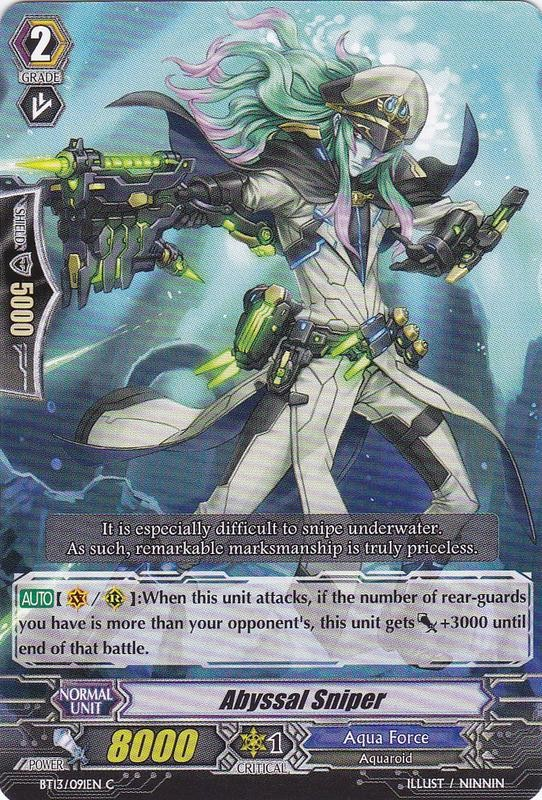 2
GRADE
SHIELD
5000
It is especially difficult to snipe underwater.
As such, remarkable marksmanship is truly priceless.
AUTO [ V / R ]:When this unit attacks, if the number of rear-guards
you have is more than your opponent's, this unit gets +3000 until
end of that battle.
NORMAL
UNIT
Abyssal Sniper
POWER
8000
1
CRITICAL
Aqua Force
Aquaroid
BT13/091EN C
ILLUST / NINNIN